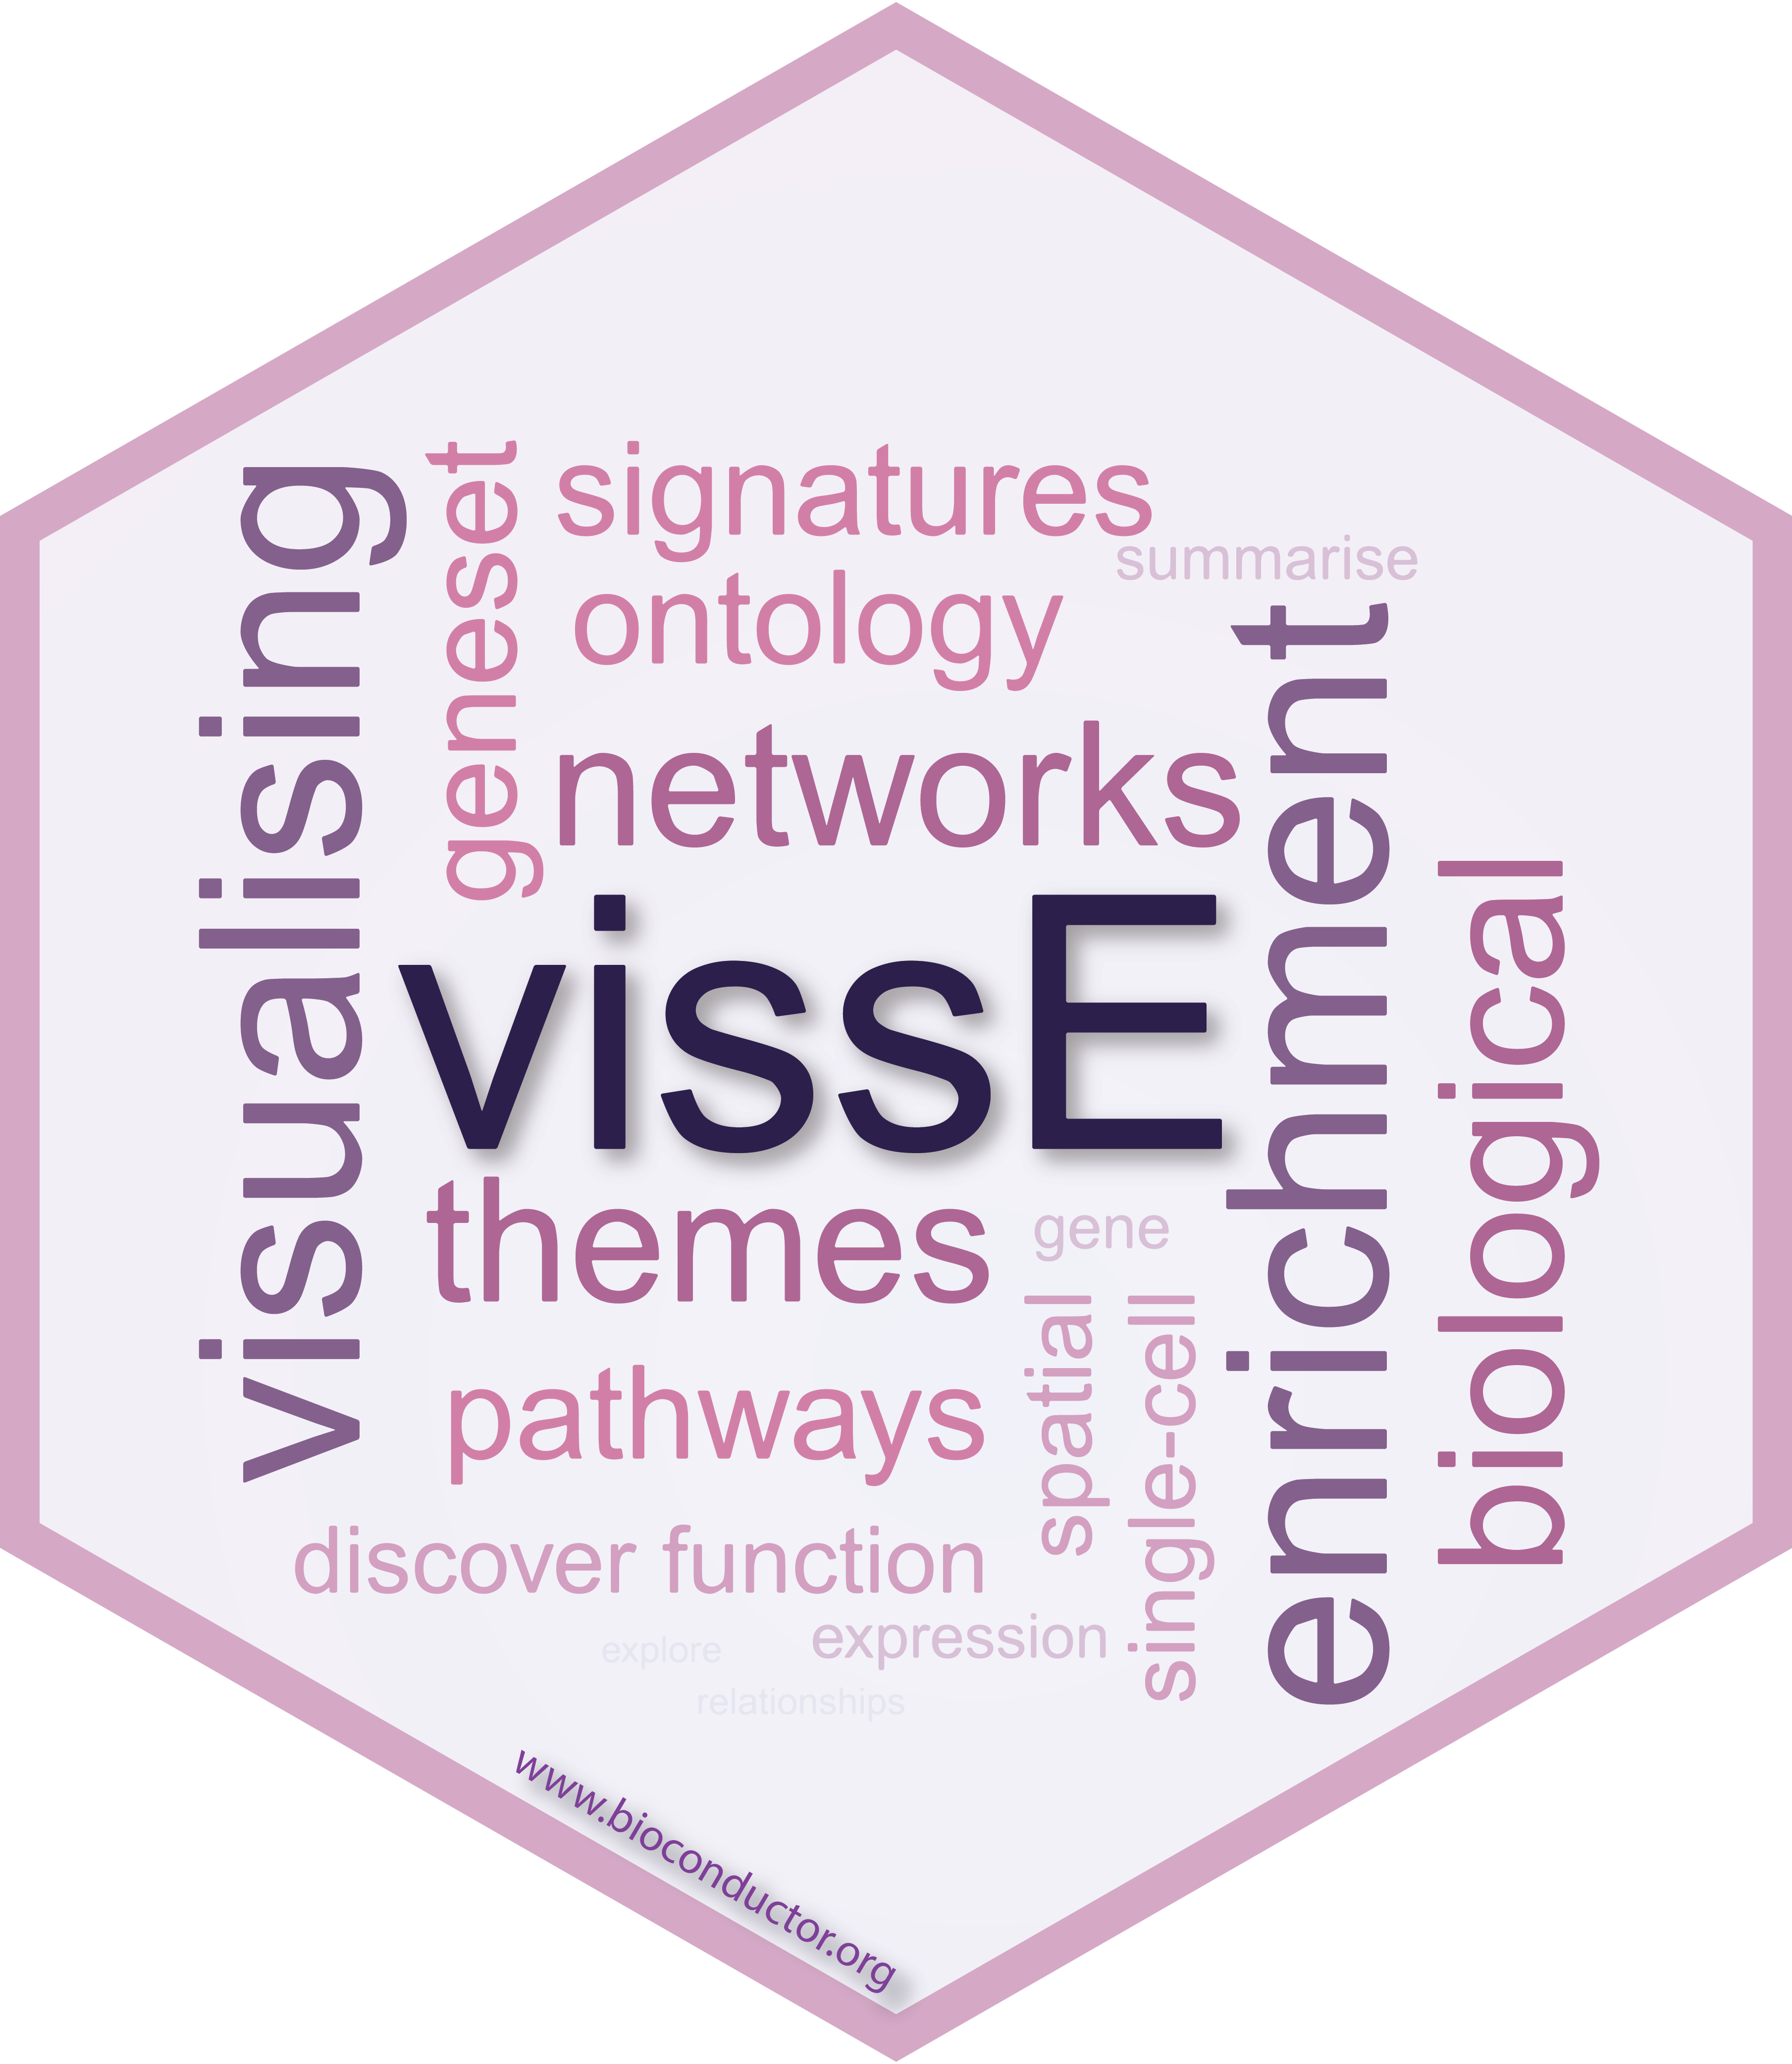 visualising
geneset
signatures
summarise
ontology
networks
enrichment
biological
vissE
themes
gene
spatial
single-cell
pathways
discover function
expression
explore
relationships
www.bioconductor.org